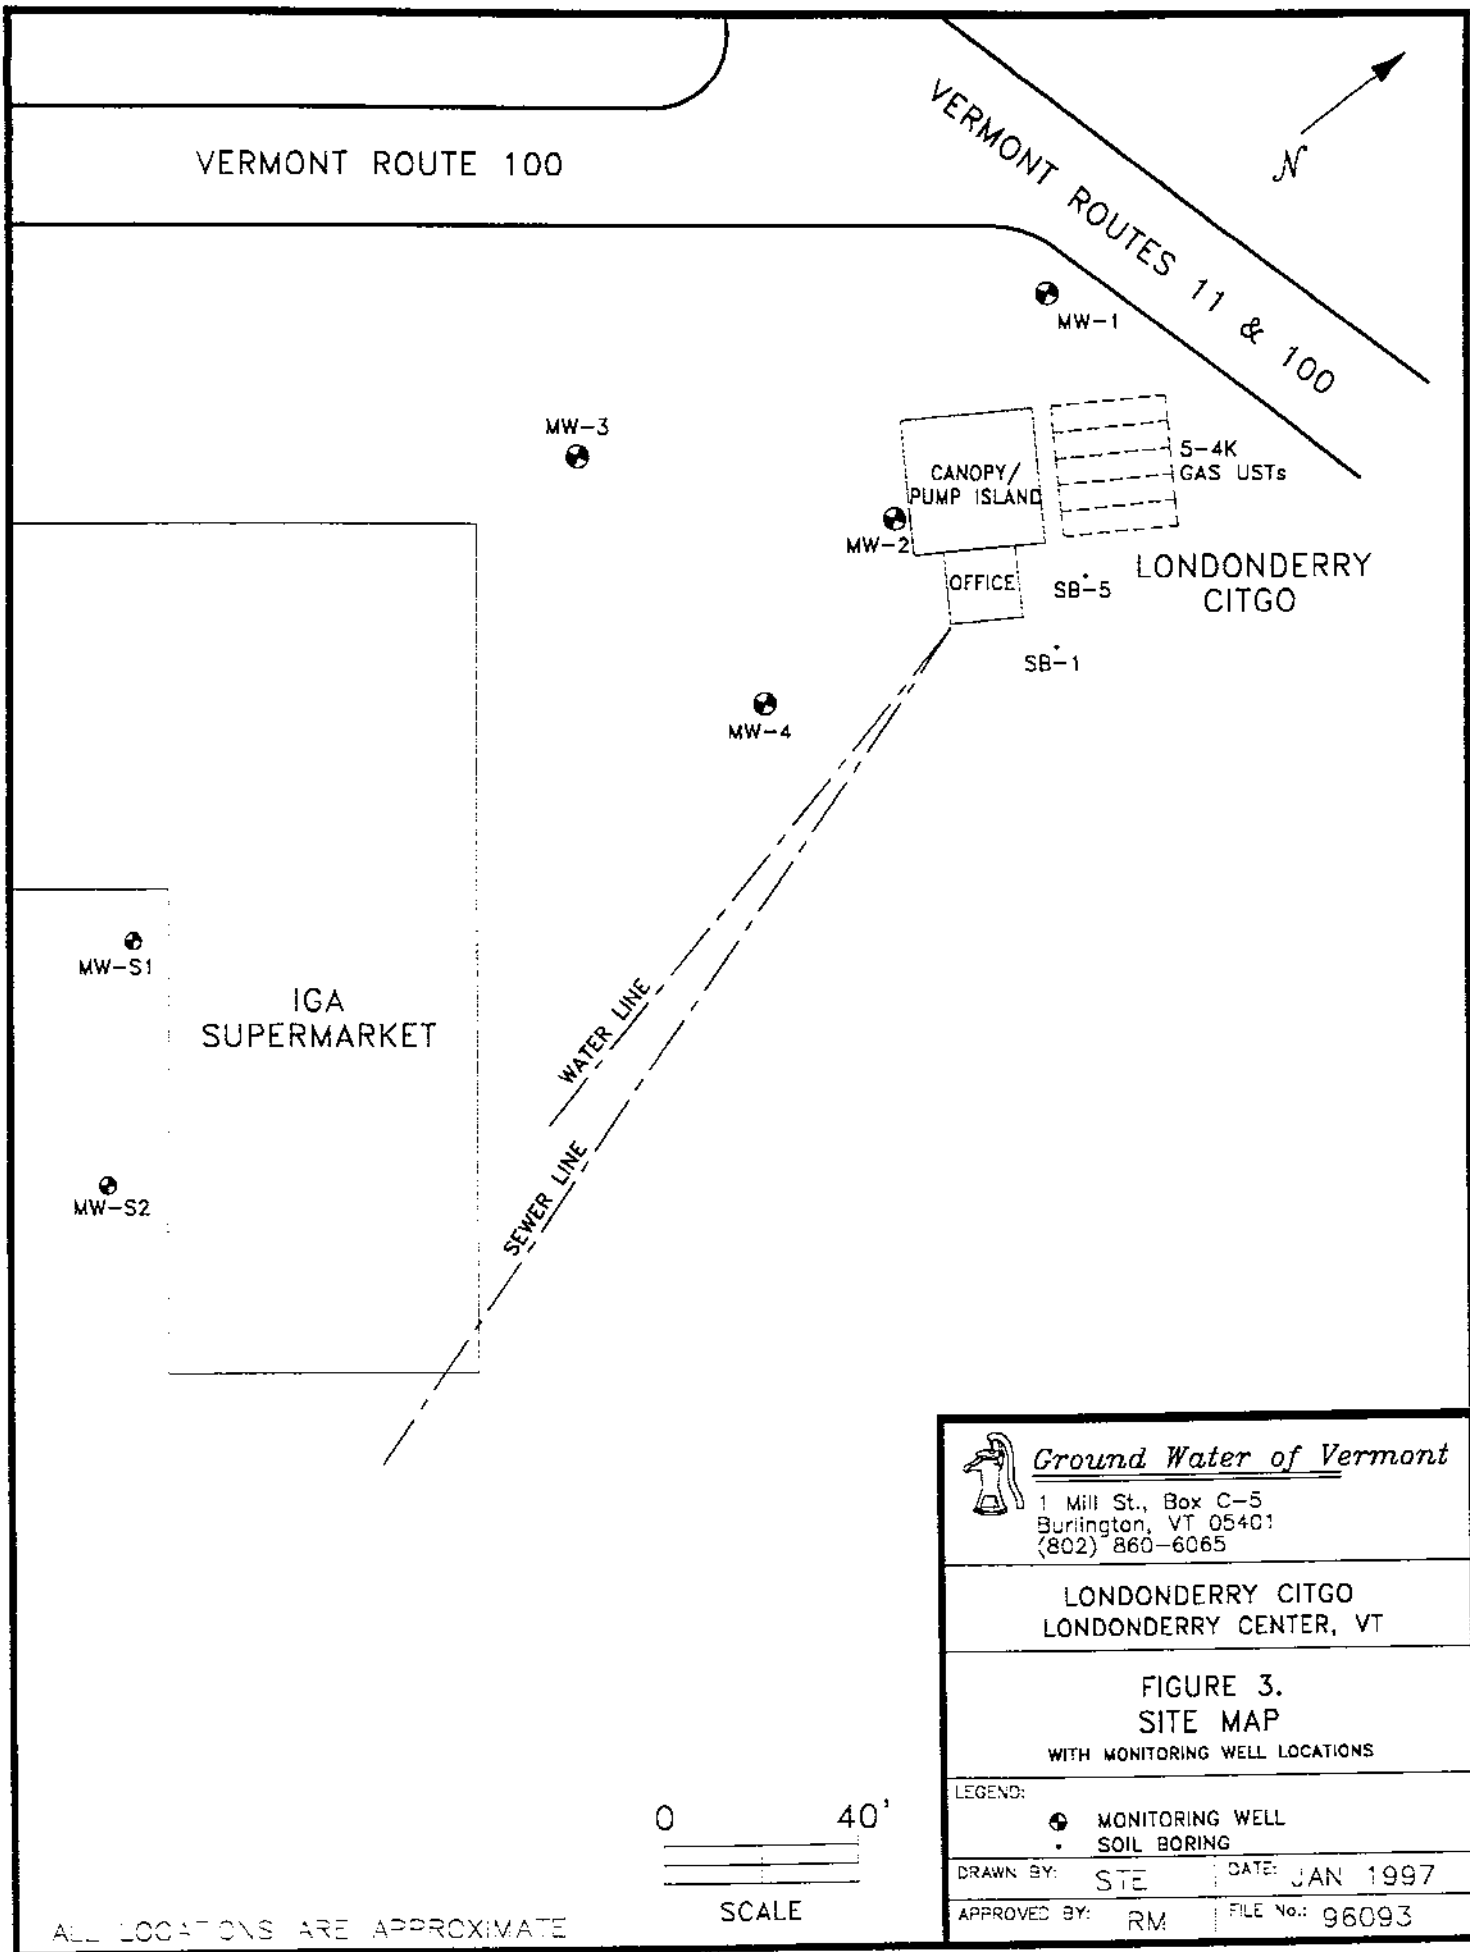 VERMONT ROUTE 100
VERMONT ROUTES 11 & 100
N
MW-1
MW-3
CANOPY/
PUMP ISLAND
5-4K
GAS USTs
MW-2
OFFICE
SB-5
LONDONDERRY
CITGO
SB-1
MW-4
MW-S1
IGA
SUPERMARKET
WATER LINE
SEWER LINE
MW-S2
Ground Water of Vermont
1 Mill St., Box C-5
Burlington, VT 05401
(802) 860-6065
LONDONDERRY CITGO
LONDONDERRY CENTER, VT
FIGURE 3.
SITE MAP
WITH MONITORING WELL LOCATIONS
LEGEND:
MONITORING WELL
SOIL BORING
DRAWN BY: STE DATE: JAN 1997
APPROVED BY: RM FILE No.: 96093
0 40'
SCALE
ALL LOCATIONS ARE APPROXIMATE